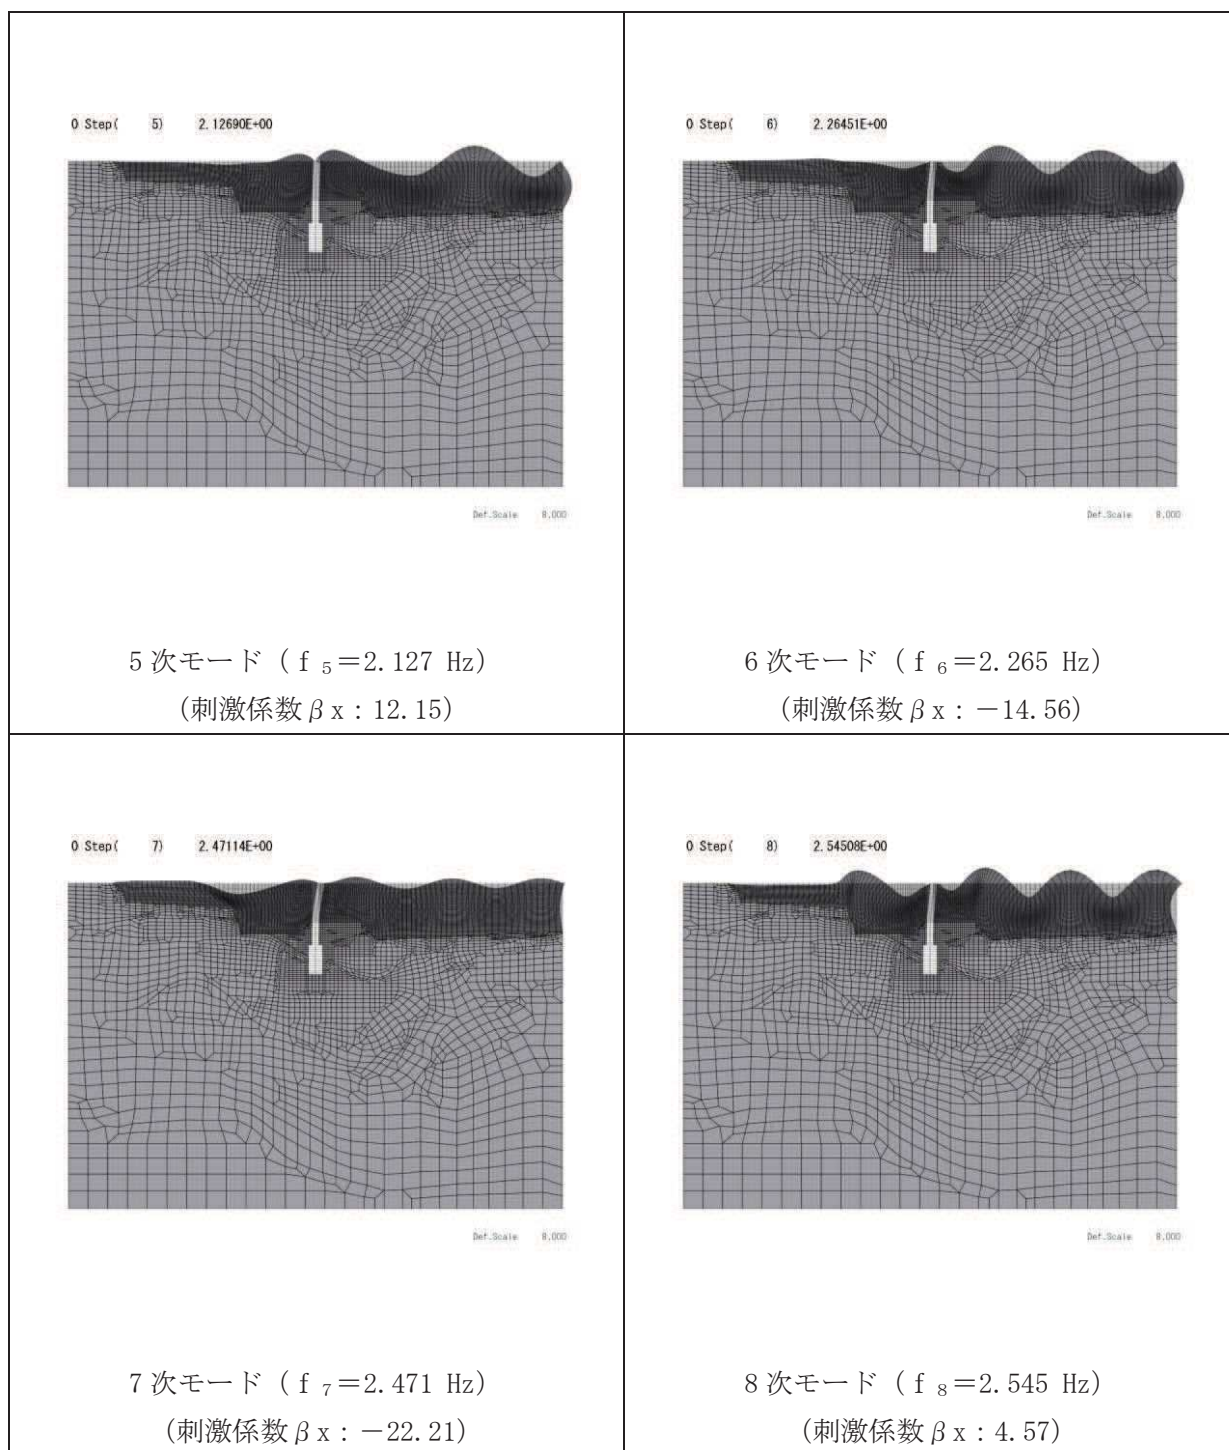 0 Step( 5) 2.12690E+00
Def.Scale 8.000
5次モード（f ₅＝2.127 Hz）
（刺激係数βx：12.15）
0 Step( 6) 2.26451E+00
Def.Scale 8.000
6次モード（f ₆＝2.265 Hz）
（刺激係数βx：－14.56）
0 Step( 7) 2.47114E+00
Def.Scale 8.000
7次モード（f ₇＝2.471 Hz）
（刺激係数βx：－22.21）
0 Step( 8) 2.54508E+00
Def.Scale 8.000
8次モード（f ₈＝2.545 Hz）
（刺激係数βx：4.57）